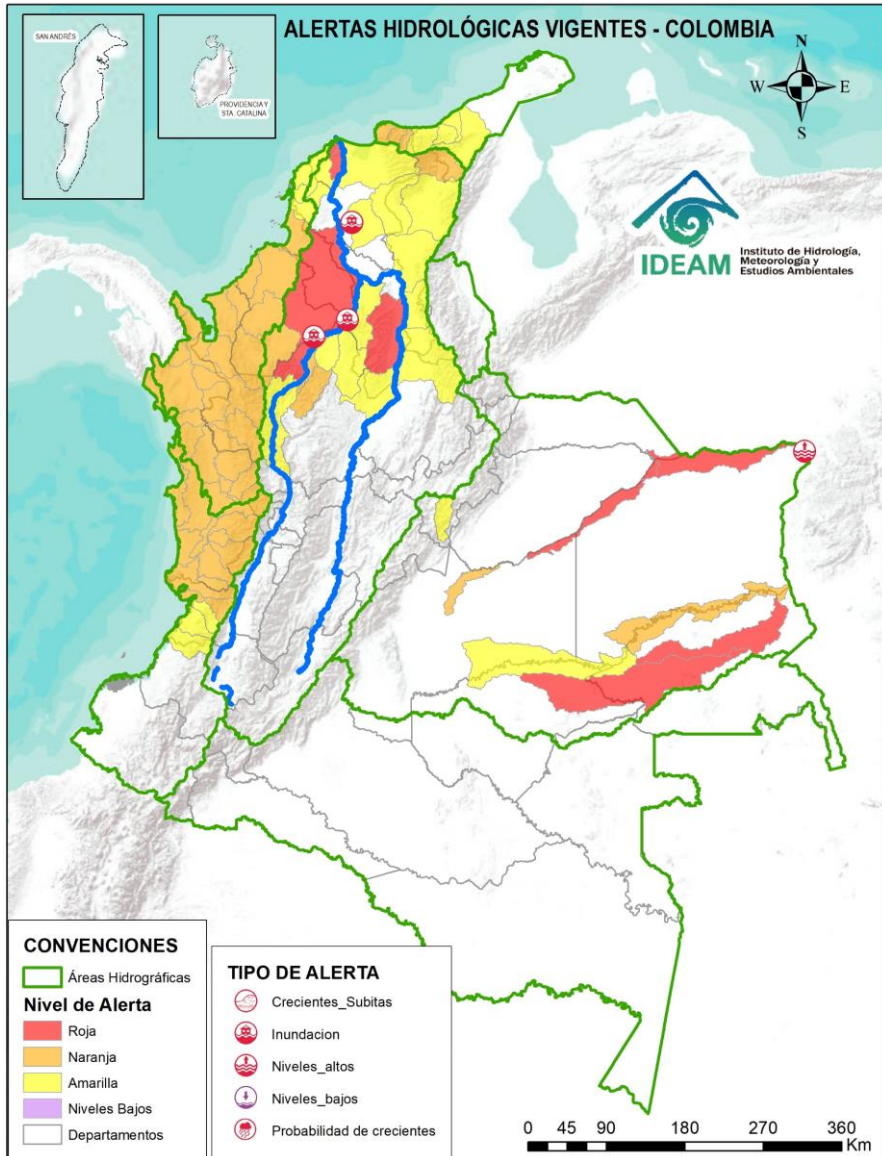 ALERTAS HIDROLÓGICAS VIGENTES - COLOMBIA
SAN ANDRÉS
PROVIDENCIA Y
STA. CATALINA
N
W
E
S
IDEAM
Instituto de Hidrología,
Meteorología y
Estudios Ambientales
CONVENCIONES
Áreas Hidrográficas
Nivel de Alerta
Roja
Naranja
Amarilla
Niveles Bajos
Departamentos
TIPO DE ALERTA
Crecientes_Subitas
Inundacion
Niveles_altos
Niveles_bajos
Probabilidad de crecientes
0 45 90 180 270 360
Km